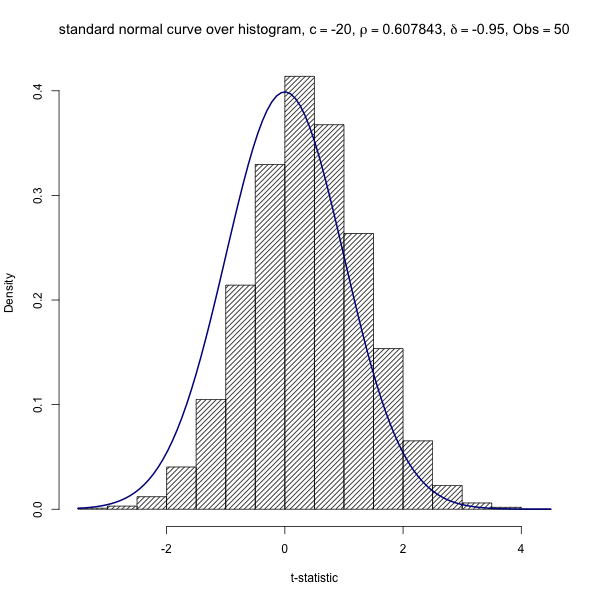 standard normal curve over histogram, c = -20, ρ = 0.607843, δ = -0.95, Obs = 50
0.4
0.3
0.2
0.1
0.0
Density
-2 0 2 4
t-statistic